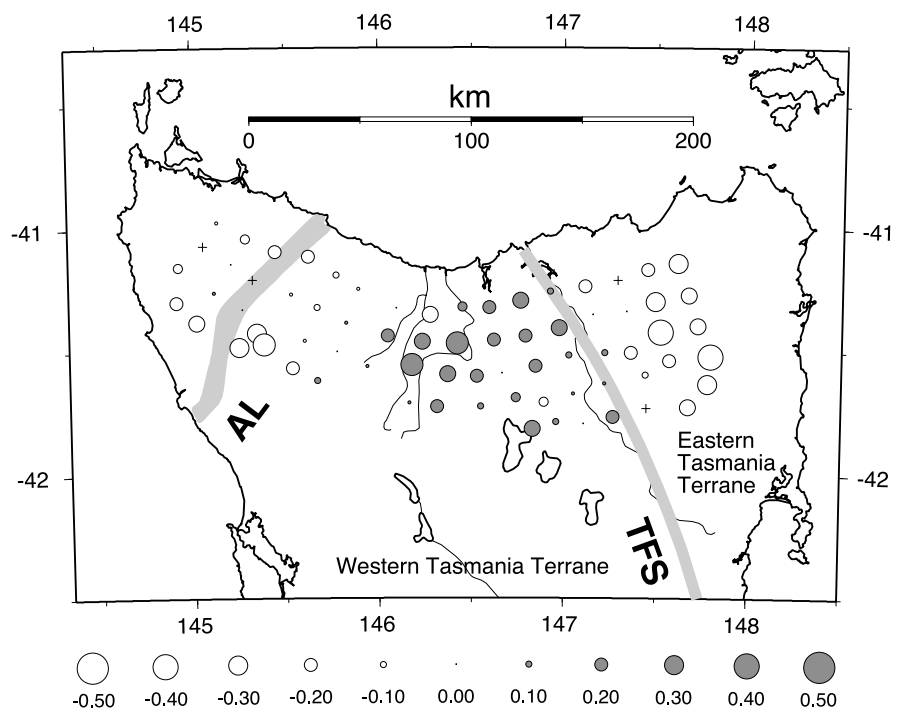 145 146 147 148
km
0 100 200
-41 -41
AL
Eastern
Tasmania
Terrane
-42 -42
TFS
Western Tasmania Terrane
145 146 147 148
-0.50 -0.40 -0.30 -0.20 -0.10 0.00 0.10 0.20 0.30 0.40 0.50